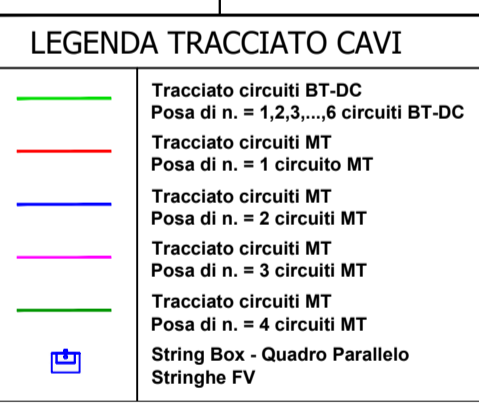 LEGENDA TRACCIATO CAVI
Tracciato circuiti BT-DC
Posa di n. = 1,2,3,...,6 circuiti BT-DC
Tracciato circuiti MT
Posa di n. = 1 circuito MT
Tracciato circuiti MT
Posa di n. = 2 circuiti MT
Tracciato circuiti MT
Posa di n. = 3 circuiti MT
Tracciato circuiti MT
Posa di n. = 4 circuiti MT
String Box - Quadro Parallelo
Stringhe FV